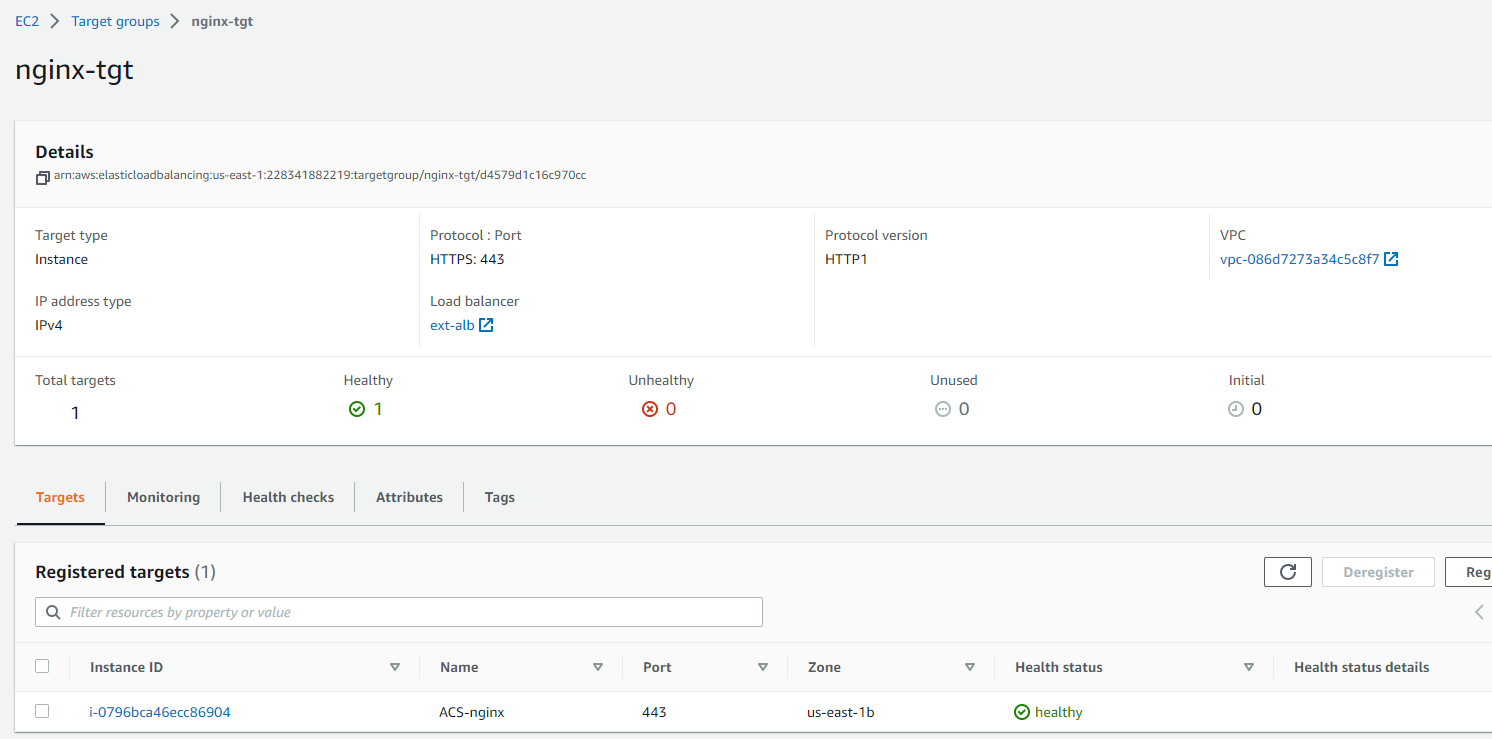 EC2 > Target groups > nginx-tgt
nginx-tgt
Details
arn:aws:elasticloadbalancing:us-east-1:228341882219:targetgroup/nginx-tgt/d4579d1c16c970cc
Target type Protocol : Port Protocol version VPC
Instance HTTPS: 443 HTTP1 vpc-086d7273a34c5c8f7
IP address type Load balancer
IPv4 ext-alb
Total targets Healthy Unhealthy Unused Initial
1 1 0 0 0
Targets Monitoring Health checks Attributes Tags
Registered targets (1) Deregister Reg
Filter resources by property or value
Instance ID Name Port Zone Health status Health status details
i-0796bca46ecc86904 ACS-nginx 443 us-east-1b healthy